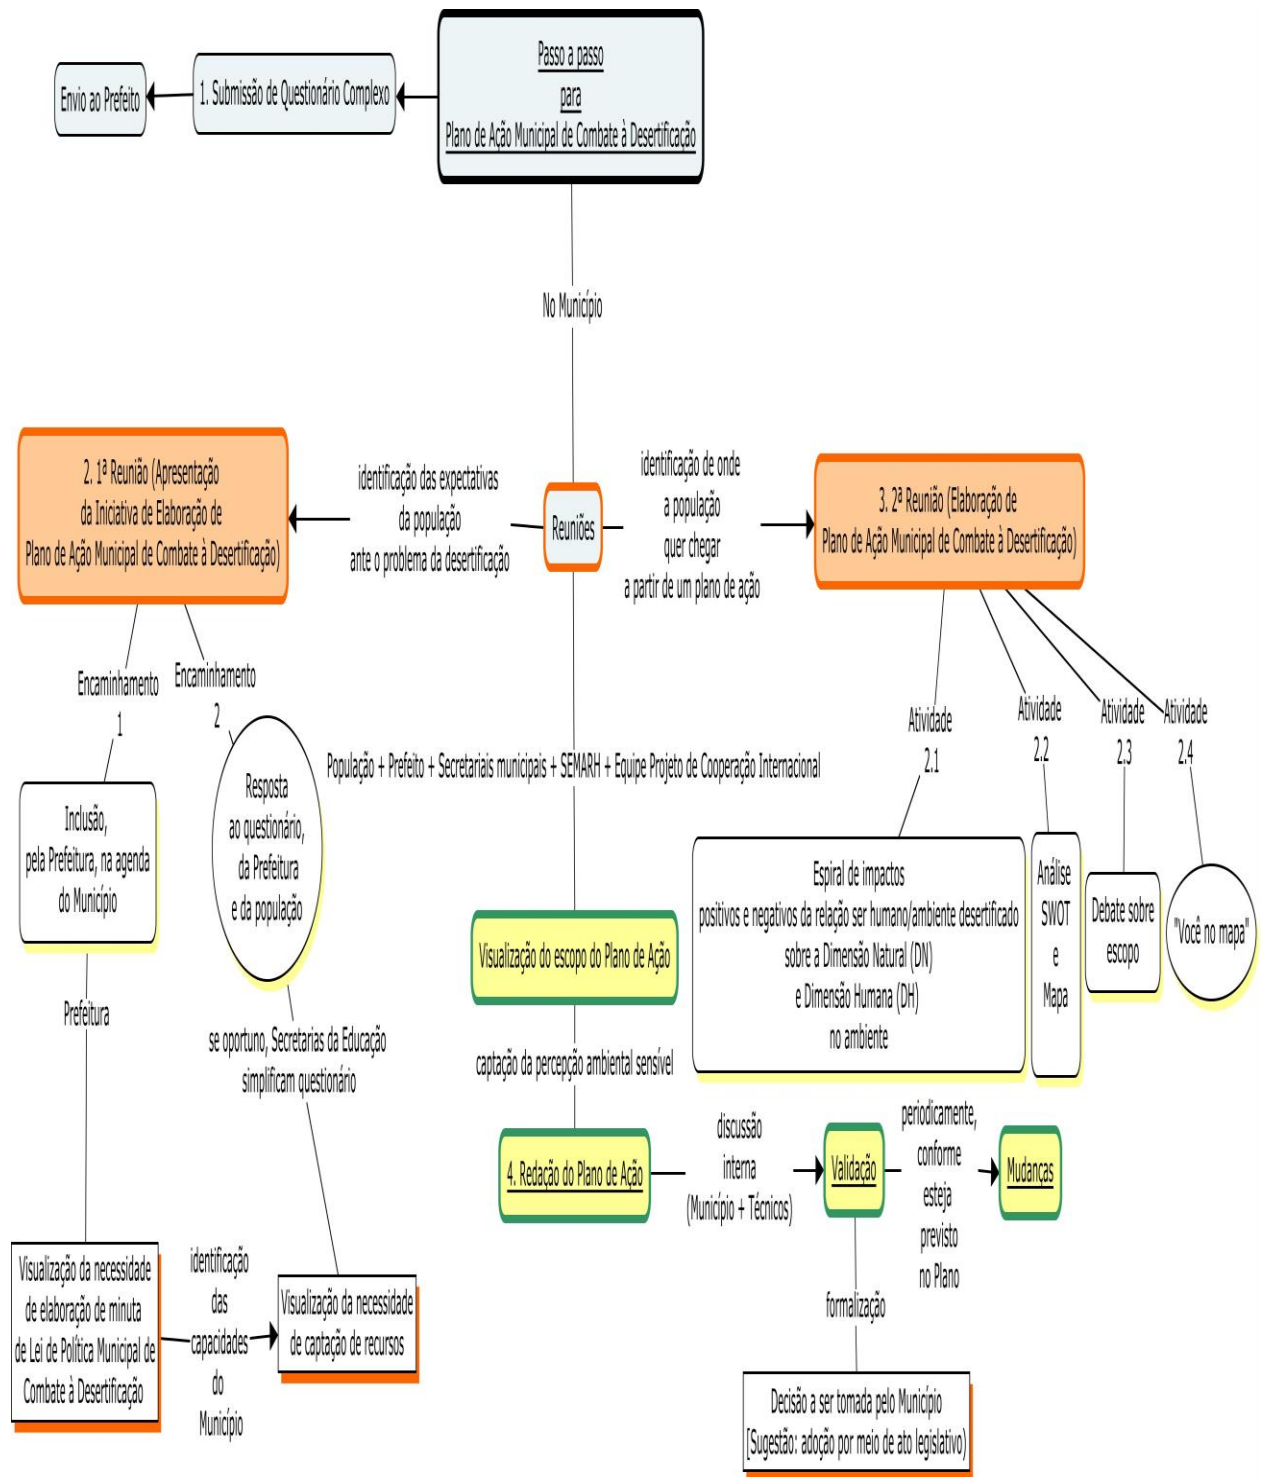 Passo a passo
para
Plano de Ação Municipal de Combate à Desertificação
1. Submissão de Questionário Complexo
Envio ao Prefeito
No Município
Reuniões
identificação das expectativas
da população
ante o problema da desertificação
2. 1ª Reunião (Apresentação
da Iniciativa de Elaboração de
Plano de Ação Municipal de Combate à Desertificação)
identificação de onde
a população
quer chegar
a partir de um plano de ação
3. 2ª Reunião (Elaboração de
Plano de Ação Municipal de Combate à Desertificação)
Encaminhamento
1
Encaminhamento
2
Inclusão,
pela Prefeitura, na agenda
do Município
Resposta
ao questionário,
da Prefeitura
e da população
Prefeitura
se oportuno, Secretarias da Educação
simplificam questionário
Visualização da necessidade
de elaboração de minuta
de Lei de Política Municipal de
Combate à Desertificação
identificação
das
capacidades
do
Município
Visualização da necessidade
de captação de recursos
População + Prefeito + Secretariáis municipais + SEMARH + Equipe Projeto de Cooperação Internacional
Atividade
2.1
Atividade
2.2
Atividade
2.3
Atividade
2.4
Espiral de impactos
positivos e negativos da relação ser humano/ambiente desertificado
sobre a Dimensão Natural (DN)
e Dimensão Humana (DH)
no ambiente
Análise
SWOT
e
Mapa
Debate sobre
escopo
"Você no mapa"
Visualização do escopo do Plano de Ação
captação da percepção ambiental sensível
4. Redação do Plano de Ação
discussão
interna
(Município + Técnicos)
Validação
periodicamente,
conforme
esteja
previsto
no Plano
Mudanças
formalização
Decisão a ser tomada pelo Município
[Sugestão: adoção por meio de ato legislativo)